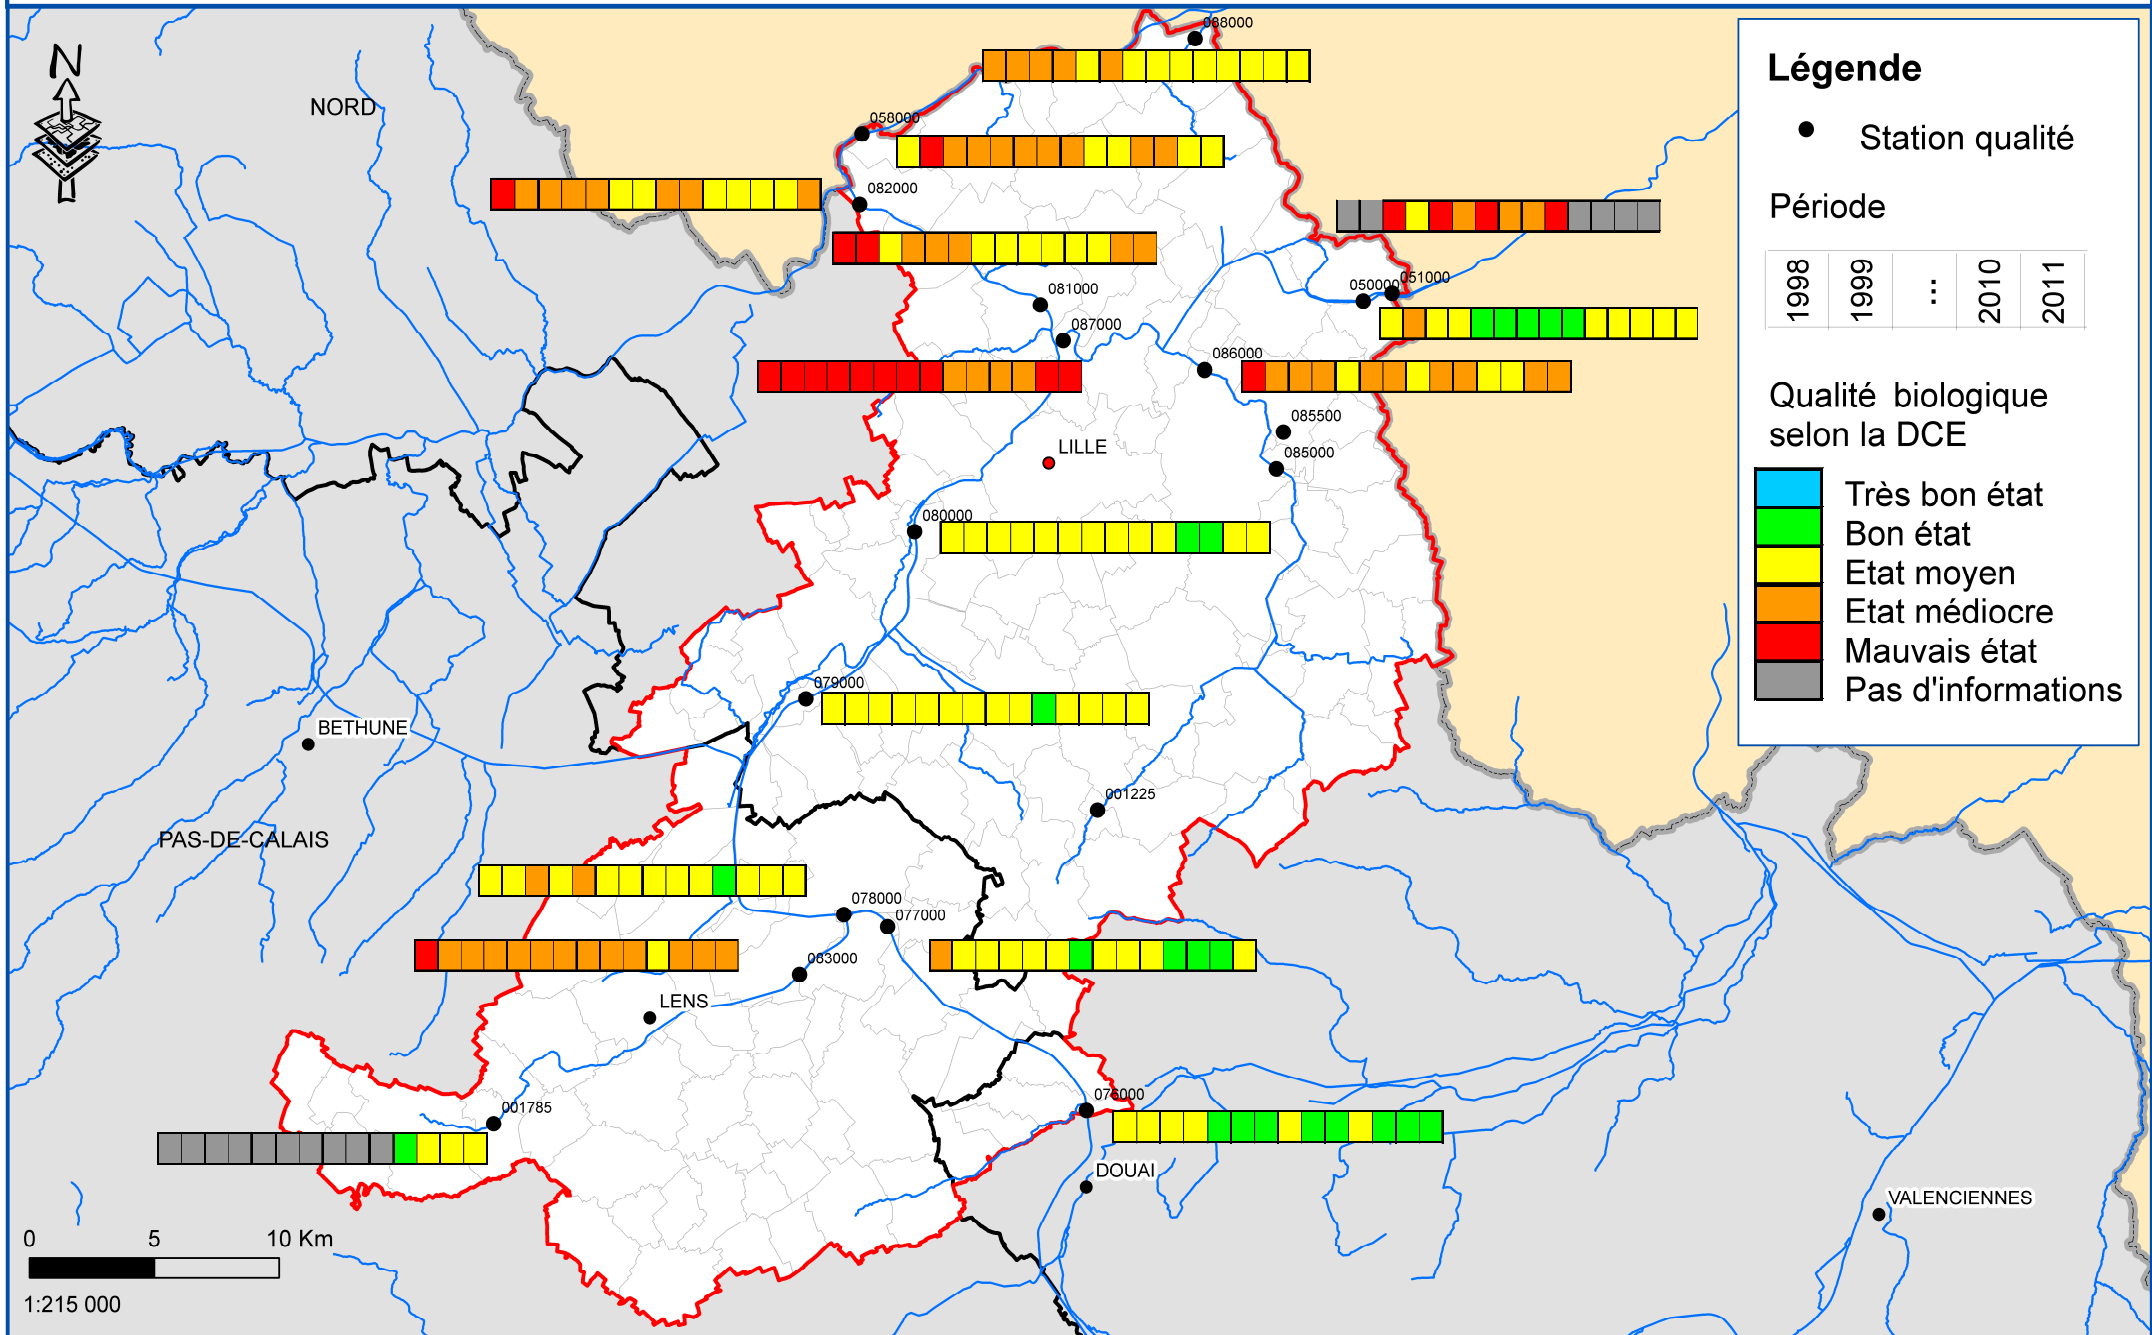 N
NORD
088000
058000
082000
081000
087000
050000
051000
086000
085500
085000
LILLE
080000
079000
BETHUNE
001225
PAS-DE-CALAIS
078000
077000
083000
LENS
001785
076000
DOUAI
VALENCIENNES
0 5 10 Km
1:215 000
Légende
Station qualité
Période
1998 1999 ... 2010 2011
Qualité biologique
selon la DCE
Très bon état
Bon état
Etat moyen
Etat médiocre
Mauvais état
Pas d'informations